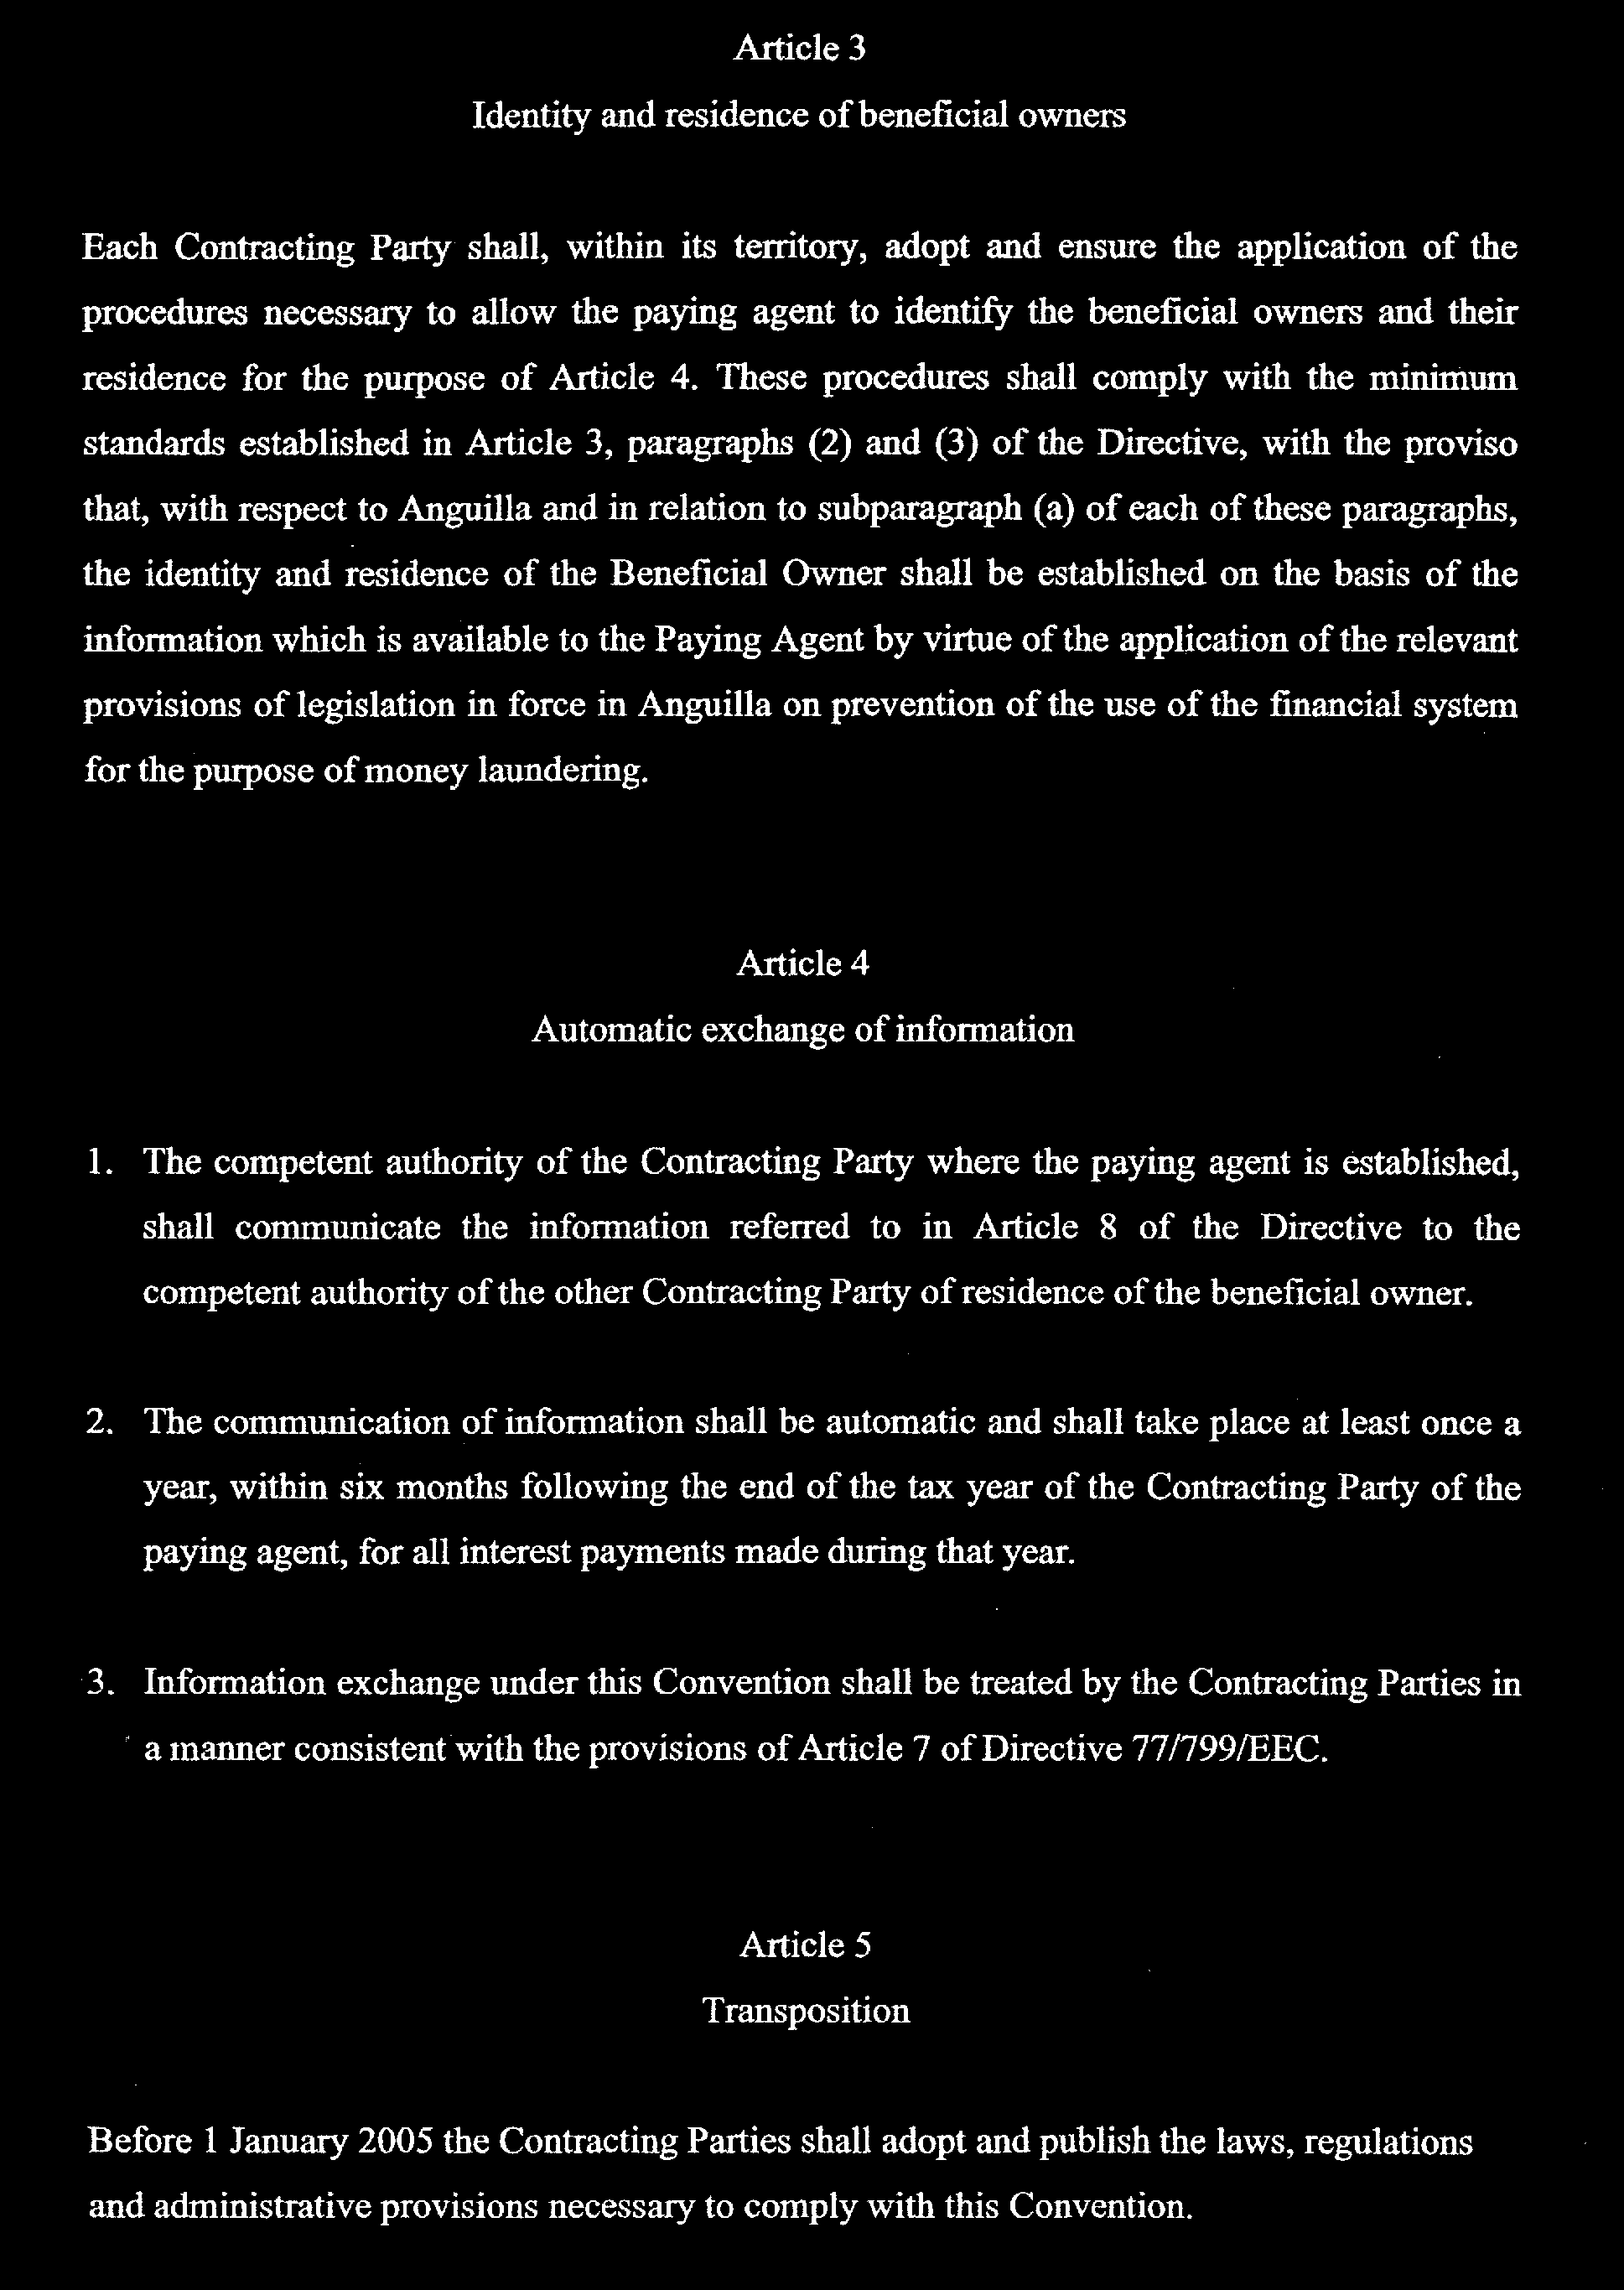 Article 3
Identity and residence of beneficial owners
Each Contracting Party shall, within its territory, adopt and ensure the application of the
procedures necessary to allow the paying agent to identify the beneficial owners and their
residence for the purpose of Article 4. These procedures shall comply with the minimum
standards established in Article 3, paragraphs (2) and (3) of the Directive, with the proviso
that, with respect to Anguilla and in relation to subparagraph (a) of each of these paragraphs,
the identity and residence of the Beneficial Owner shall be established on the basis of the
information which is available to the Paying Agent by virtue of the application of the relevant
provisions of legislation in force in Anguilla on prevention of the use of the financial system
for the purpose of money laundering.
Article 4
Automatic exchange of information
1. The competent authority of the Contracting Party where the paying agent is established,
shall communicate the information referred to in Article 8 of the Directive to the
competent authority of the other Contracting Party of residence of the beneficial owner.
2. The communication of information shall be automatic and shall take place at least once a
year, within six months following the end of the tax year of the Contracting Party of the
paying agent, for all interest payments made during that year.
3. Information exchange under this Convention shall be treated by the Contracting Parties in
a manner consistent with the provisions of Article 7 of Directive 77/799/EEC.
Article 5
Transposition
Before 1 January 2005 the Contracting Parties shall adopt and publish the laws, regulations
and administrative provisions necessary to comply with this Convention.